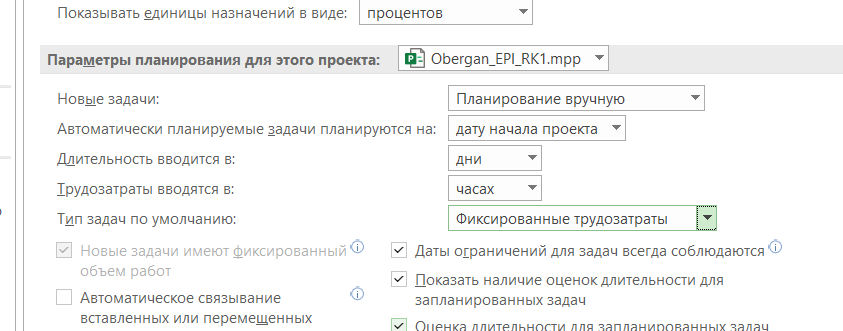 Показывать единицы назначений в виде: процентов
Параметры планирования для этого проекта: Obergan_EPI_RK1.mpp
Новые задачи: Планирование вручную
Автоматически планируемые задачи планируются на: дату начала проекта
Длительность вводится в: дни
Трудозатраты вводятся в: часах
Тип задач по умолчанию: Фиксированные трудозатраты
Новые задачи имеют фиксированный объем работ
Даты ограничений для задач всегда соблюдаются
Автоматическое связывание
вставленных или перемещенных
Показать наличие оценок длительности для
запланированных задач
Оценка длительности для запланированных задач